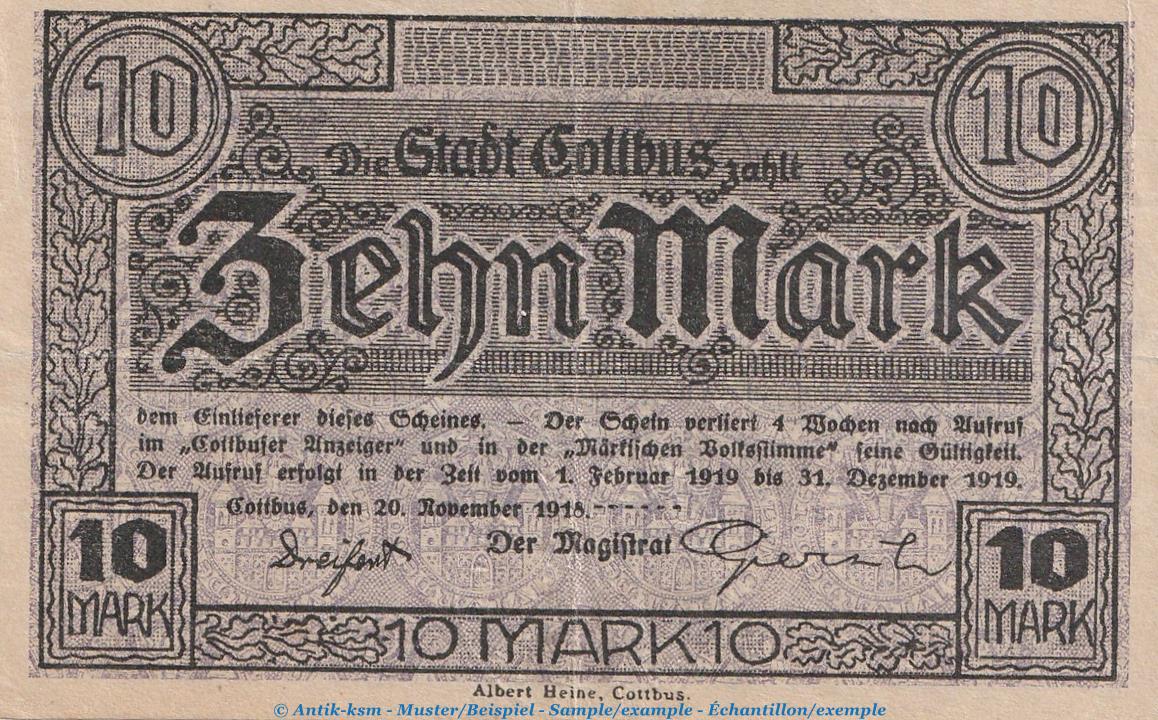 10 10
Die Stadt Cottbus zahlt
Zehn Mark
dem Einlieferer dieses Scheines. — Der Schein verliert 4 Wochen nach Aufruf
im „Cottbuser Anzeiger“ und in der „Märkischen Volksstimme“ seine Gültigkeit.
Der Aufruf erfolgt in der Zeit vom 1. Februar 1919 bis 31. Dezember 1919.
Cottbus, den 20. November 1918.------
Der Magistrat
10 MARK
10 MARK 10
10 MARK
Albert Heine, Cottbus.
© Antik-ksm - Muster/Beispiel - Sample/example - Échantillon/exemple